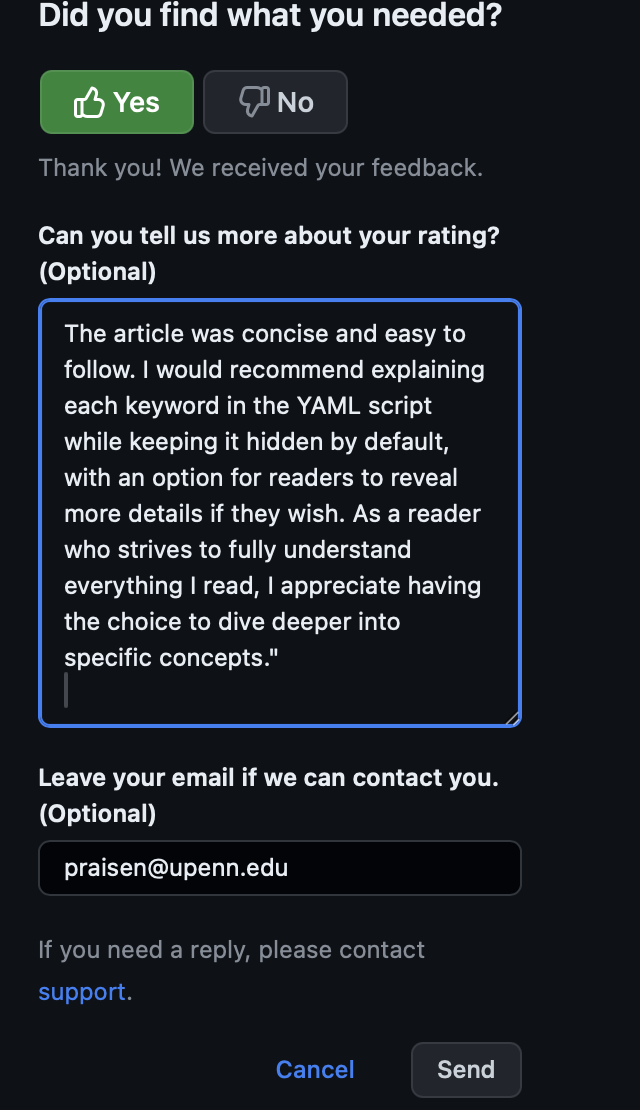 Did you find what you needed?
Yes
No
Thank you! We received your feedback.
Can you tell us more about your rating?
(Optional)
The article was concise and easy to
follow. I would recommend explaining
each keyword in the YAML script
while keeping it hidden by default,
with an option for readers to reveal
more details if they wish. As a reader
who strives to fully understand
everything I read, I appreciate having
the choice to dive deeper into
specific concepts."
Leave your email if we can contact you.
(Optional)
praisen@upenn.edu
If you need a reply, please contact
support.
Cancel
Send